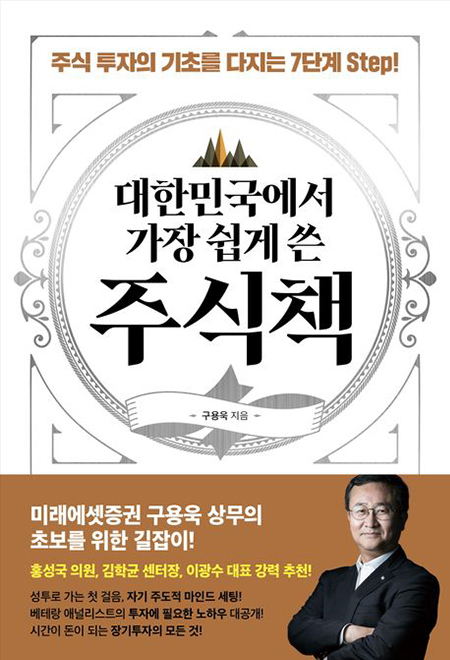 주식 투자의 기초를 다지는 7단계 Step!
대한민국에서
가장 쉽게 쓴
주식책
구용욱 지음
미래에셋증권 구용욱 상무의
초보를 위한 길잡이!
홍성국 의원, 김학균 센터장, 이광수 대표 강력 추천!
성투로 가는 첫 걸음, 자기 주도적 마인드 세팅!
베테랑 애널리스트의 투자에 필요한 노하우 대공개!
시간이 돈이 되는 장기투자의 모든 것!